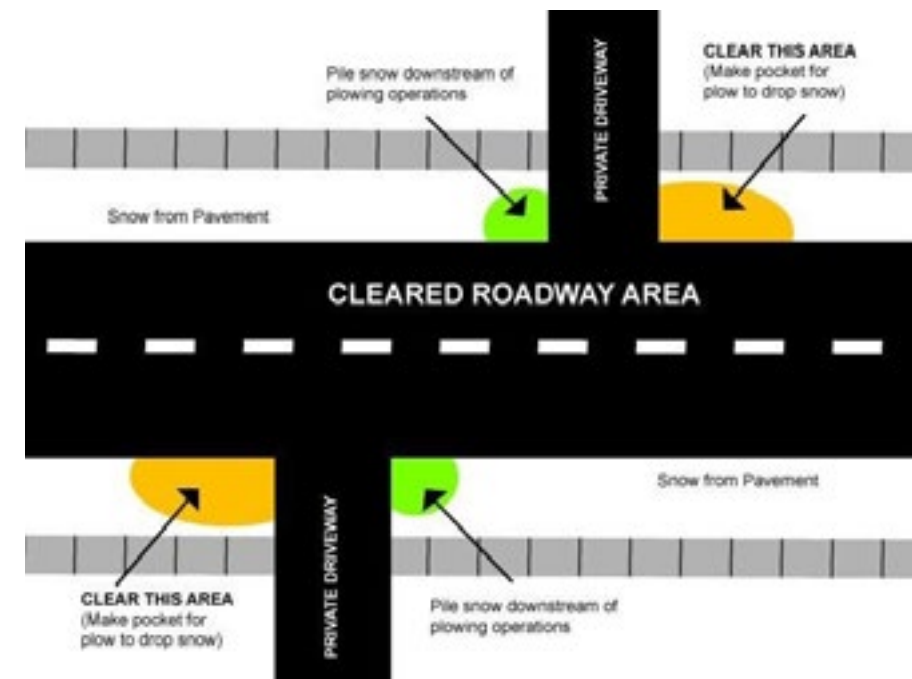 CLEAR THIS AREA
(Make pocket for
plow to drop snow)
Pile snow downstream of
plowing operations
PRIVATE DRIVEWAY
Snow from Pavement
CLEARED ROADWAY AREA
Snow from Pavement
PRIVATE DRIVEWAY
CLEAR THIS AREA
(Make pocket for
plow to drop snow)
Pile snow downstream of
plowing operations